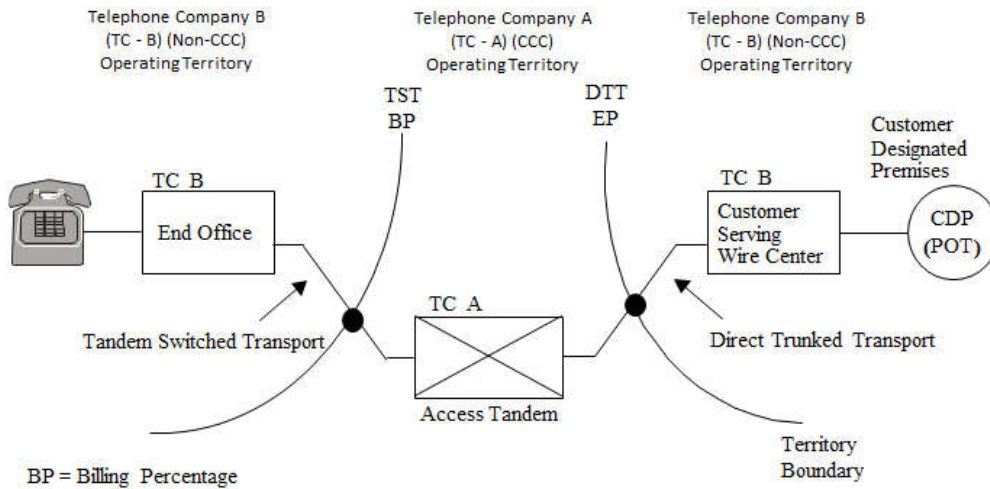 Telephone Company B
(TC - B) (Non-CCC)
Operating Territory
Telephone Company A
(TC - A) (CCC)
Operating Territory
Telephone Company B
(TC - B) (Non-CCC)
Operating Territory
TST
BP
DTT
EP
Customer
Designated
Premises
TC B
End Office
TC B
Customer
Serving
Wire Center
CDP
(POT)
TC A
Tandem Switched Transport
Direct Trunked Transport
Access Tandem
Territory
Boundary
BP = Billing Percentage